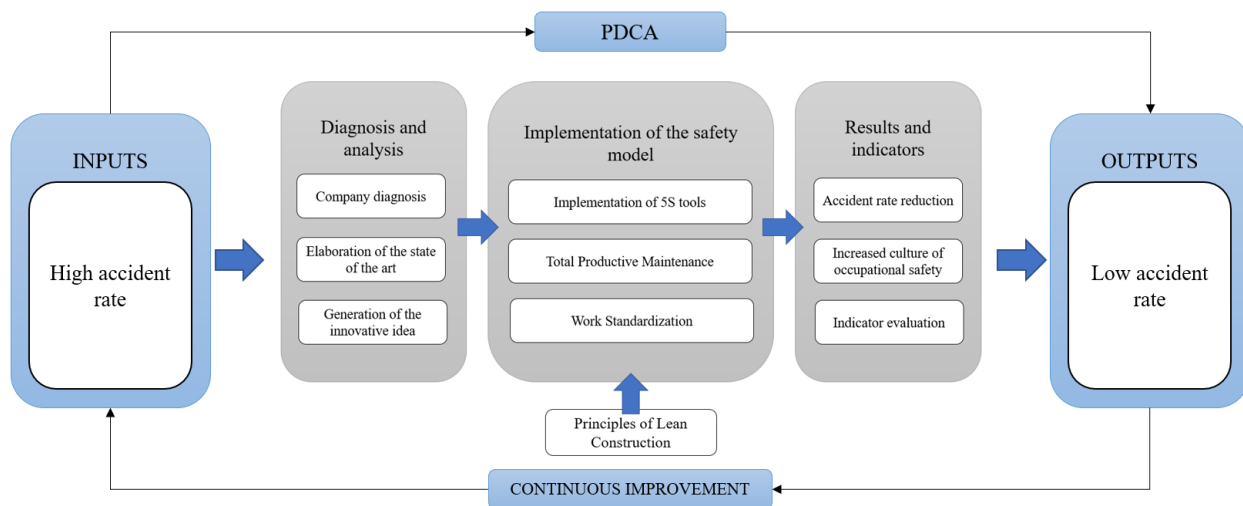 PDCA
INPUTS
High accident
rate
Diagnosis and
analysis
Company diagnosis
Elaboration of the state
of the art
Generation of the
innovative idea
Implementation of the safety
model
Implementation of 5S tools
Total Productive Maintenance
Work Standardization
Principles of Lean
Construction
Results and
indicators
Accident rate reduction
Increased culture of
occupational safety
Indicator evaluation
OUTPUTS
Low accident
rate
CONTINUOUS IMPROVEMENT